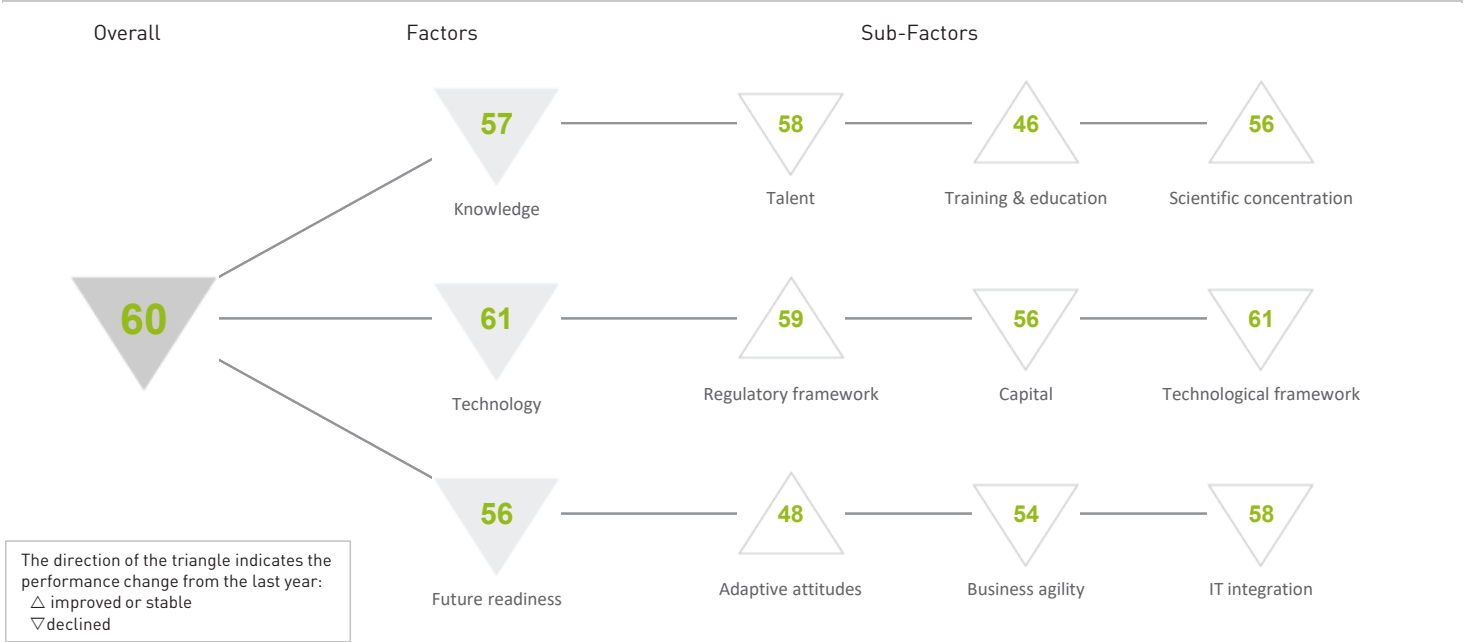 Overall
Factors
Sub-Factors
57
58
46
56
Knowledge
Talent
Training & education
Scientific concentration
60
61
59
56
61
Technology
Regulatory framework
Capital
Technological framework
56
48
54
58
Future readiness
Adaptive attitudes
Business agility
IT integration
The direction of the triangle indicates the
performance change from the last year:
△ improved or stable
▽ declined